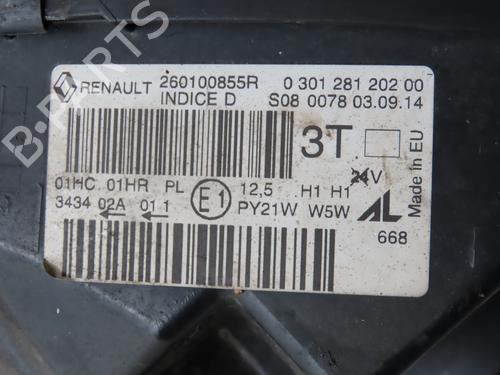 RENAULT 260100855R 0 301 281 202 00
INDICE D S08 0078 03.09.14
3T
Made in EU
01HC 01HR PL E1 12,5 H1 H1 24V
3434 02A 01 1 PY21W W5W AL
668
B PARTS